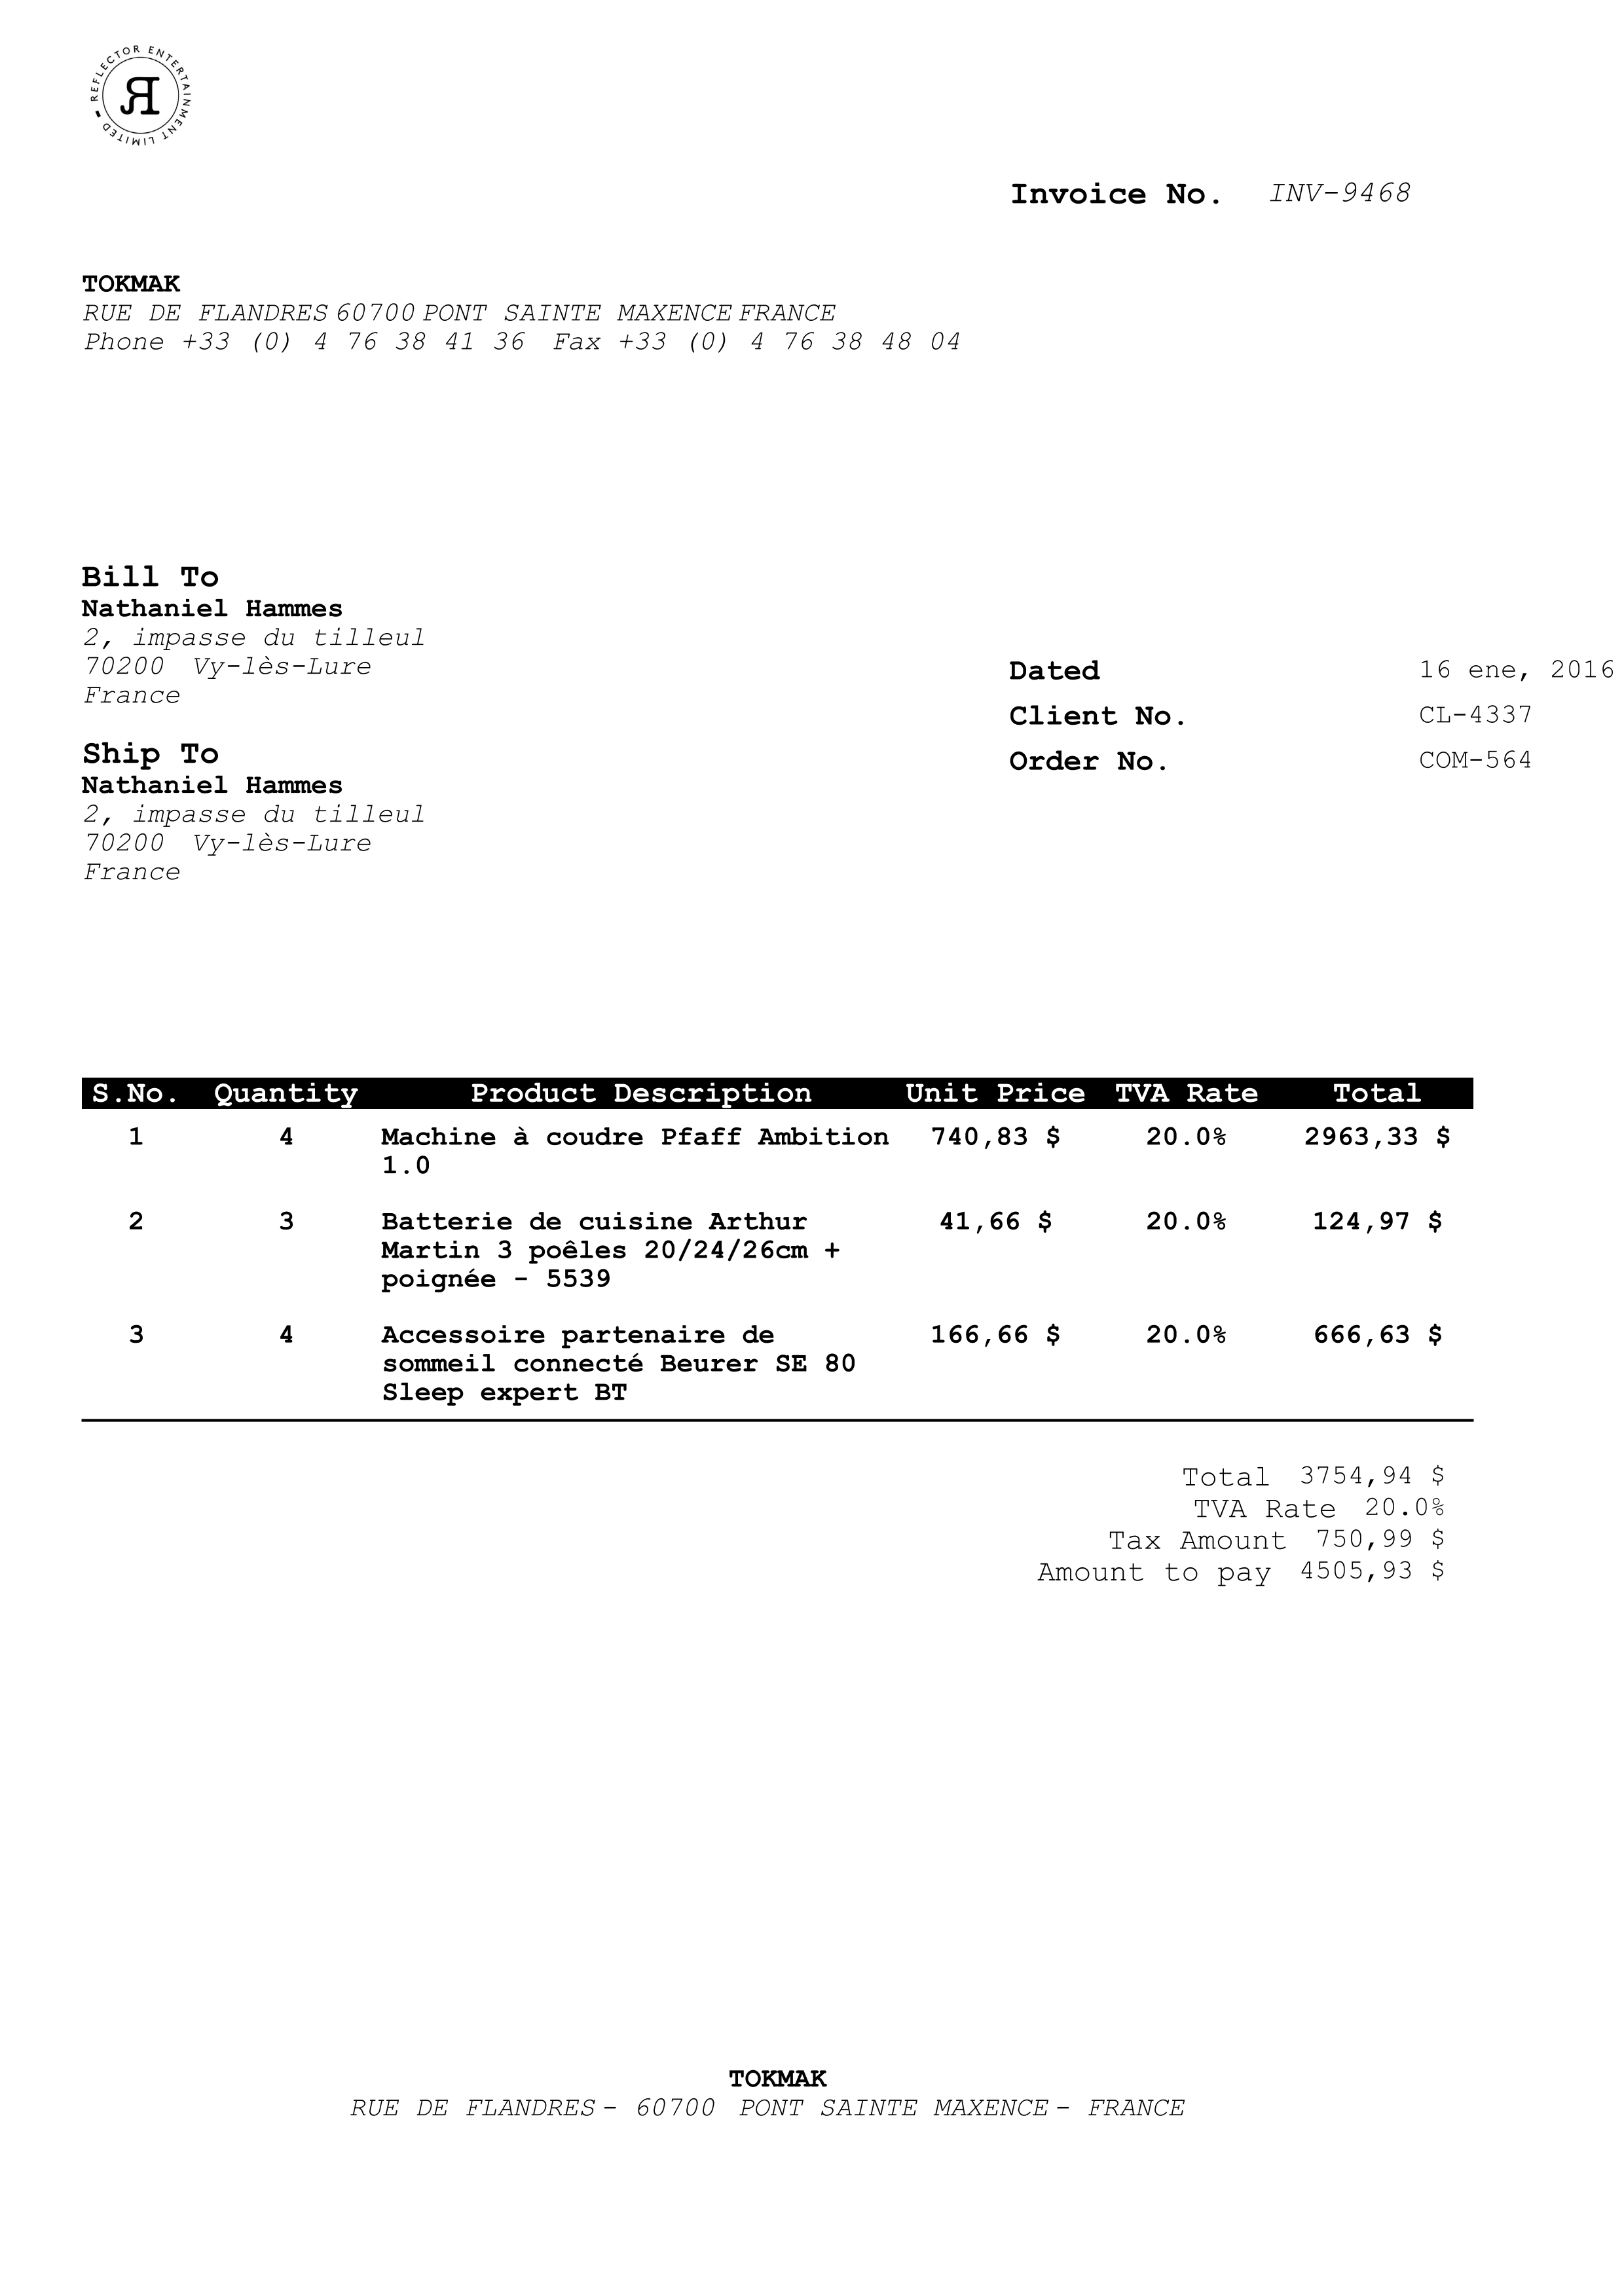 REFLECTOR ENTERTAINMENT LIMITED -
R
Invoice No. INV-9468
TOKMAK
RUE DE FLANDRES 60700 PONT SAINTE MAXENCE FRANCE
Phone +33 (0) 4 76 38 41 36 Fax +33 (0) 4 76 38 48 04
Bill To
Nathaniel Hammes
2, impasse du tilleul
70200 Vy-lès-Lure
France
Dated 16 ene, 2016
Client No. CL-4337
Order No. COM-564
Ship To
Nathaniel Hammes
2, impasse du tilleul
70200 Vy-lès-Lure
France
S.No. Quantity Product Description Unit Price TVA Rate Total
1 4 Machine à coudre Pfaff Ambition 740,83 $ 20.0% 2963,33 $
1.0
2 3 Batterie de cuisine Arthur 41,66 $ 20.0% 124,97 $
Martin 3 poêles 20/24/26cm +
poignée - 5539
3 4 Accessoire partenaire de 166,66 $ 20.0% 666,63 $
sommeil connecté Beurer SE 80
Sleep expert BT
Total 3754,94 $
TVA Rate 20.0%
Tax Amount 750,99 $
Amount to pay 4505,93 $
TOKMAK
RUE DE FLANDRES - 60700 PONT SAINTE MAXENCE - FRANCE